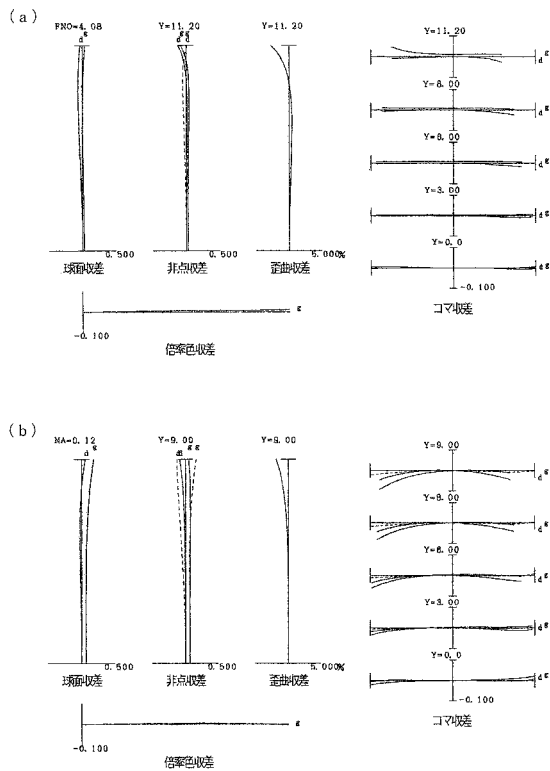 (a)
FNO=4.08
Y=11.20
Y=11.20
d g
d g g
0.500
0.500
5.000%
球面収差
非点収差
歪曲収差
g
-0.100
倍率色収差
Y=11.20
d g
Y=8.00
d g
Y=6.00
d g
Y=3.00
d g
Y=0.0
d g
-0.100
コマ収差
(b)
NA=0.12
Y=9.00
Y=9.00
d g
d d g g
0.500
0.500
5.000%
球面収差
非点収差
歪曲収差
g
-0.100
倍率色収差
Y=9.00
d g
Y=8.00
d g
Y=6.00
d g
Y=3.00
d g
Y=0.0
d g
-0.100
コマ収差